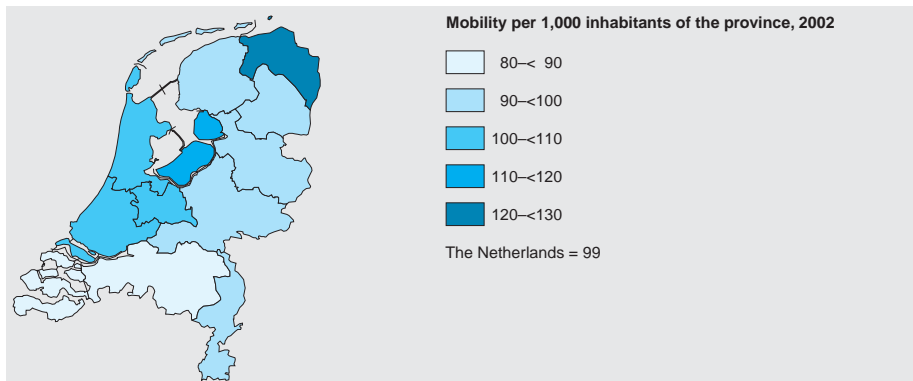 Mobility per 1,000 inhabitants of the province, 2002
80–< 90
90–<100
100–<110
110–<120
120–<130
The Netherlands = 99